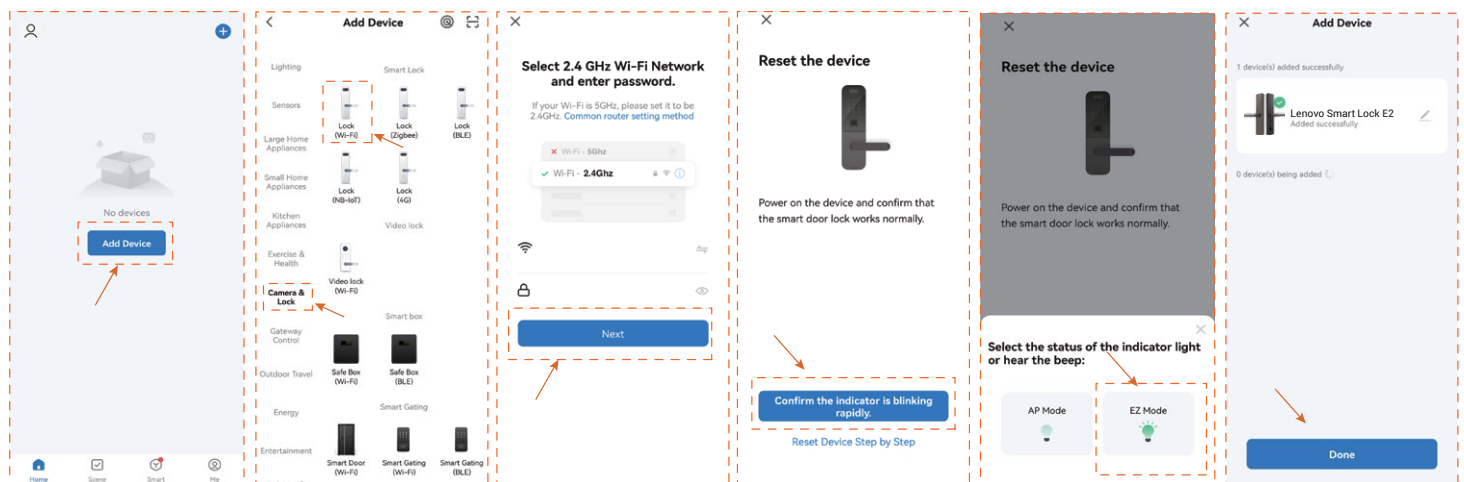 No devices
Add Device
Home
Scene
Smart
Me
Add Device
Lighting
Sensors
Large Home
Appliances
Small Home
Appliances
Kitchen
Appliances
Exercise &
Health
Camera &
Lock
Gateway
Control
Outdoor Travel
Energy
Entertainment
Smart Lock
Lock
(Wi-Fi)
Lock
(Zigbee)
Lock
(BLE)
Lock
(NB-IoT)
Lock
(4G)
Video lock
Video lock
(Wi-Fi)
Smart box
Safe Box
(Wi-Fi)
Safe Box
(BLE)
Smart Gating
Smart Door
(Wi-Fi)
Smart Gating
(Wi-Fi)
Smart Gating
(BLE)
Select 2.4 GHz Wi-Fi Network
and enter password.
If your Wi-Fi is 5GHz, please set it to be
2.4GHz. Common router setting method
Wi-Fi - 5Ghz
Wi-Fi - 2.4Ghz
Next
Reset the device
Power on the device and confirm that
the smart door lock works normally.
Confirm the indicator is blinking
rapidly.
Reset Device Step by Step
Reset the device
Power on the device and confirm that
the smart door lock works normally.
Select the status of the indicator light
or hear the beep:
AP Mode
EZ Mode
Add Device
1 device(s) added successfully
Lenovo Smart Lock E2
Added successfully
0 device(s) being added
Done